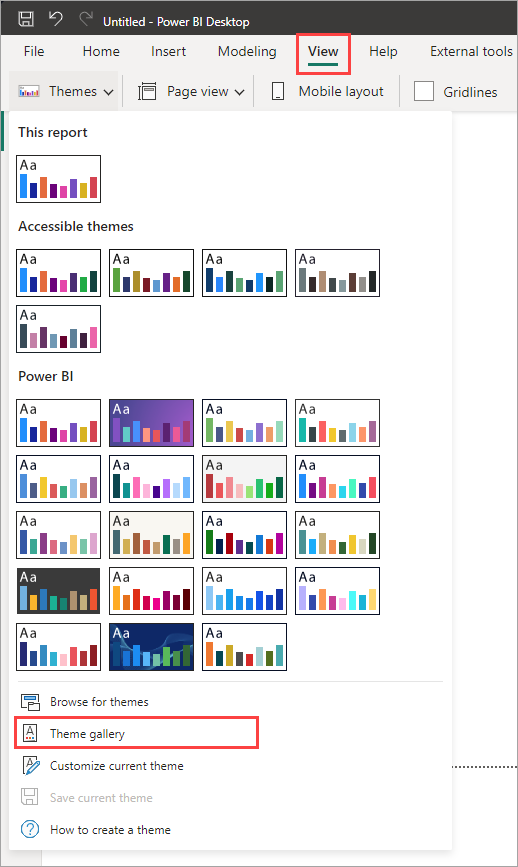 Untitled - Power BI Desktop
File Home Insert Modeling View Help External tools
Themes Page view Mobile layout Gridlines
This report
Aa
Accessible themes
Aa Aa Aa Aa
Aa
Power BI
Aa Aa Aa Aa
Aa Aa Aa Aa
Aa Aa Aa Aa
Aa Aa Aa Aa
Aa Aa Aa
Browse for themes
Theme gallery
Customize current theme
Save current theme
How to create a theme